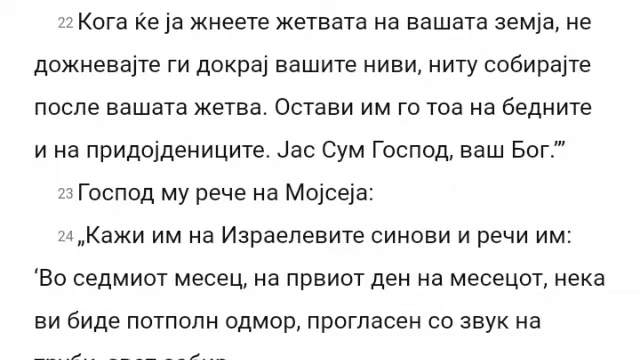 22 Кога ќе ја жнеете жетвата на вашата земја, не
дожневајте ги докрај вашите ниви, ниту собирајте
после вашата жетва. Остави им го тоа на бедните
и на придојдениците. Јас Сум Господ, ваш Бог.’”
23 Господ му рече на Мојсеја:
24 „Кажи им на Израелевите синови и речи им:
‘Во седмиот месец, на првиот ден на месецот, нека
ви биде потполн одмор, прогласен со звук на